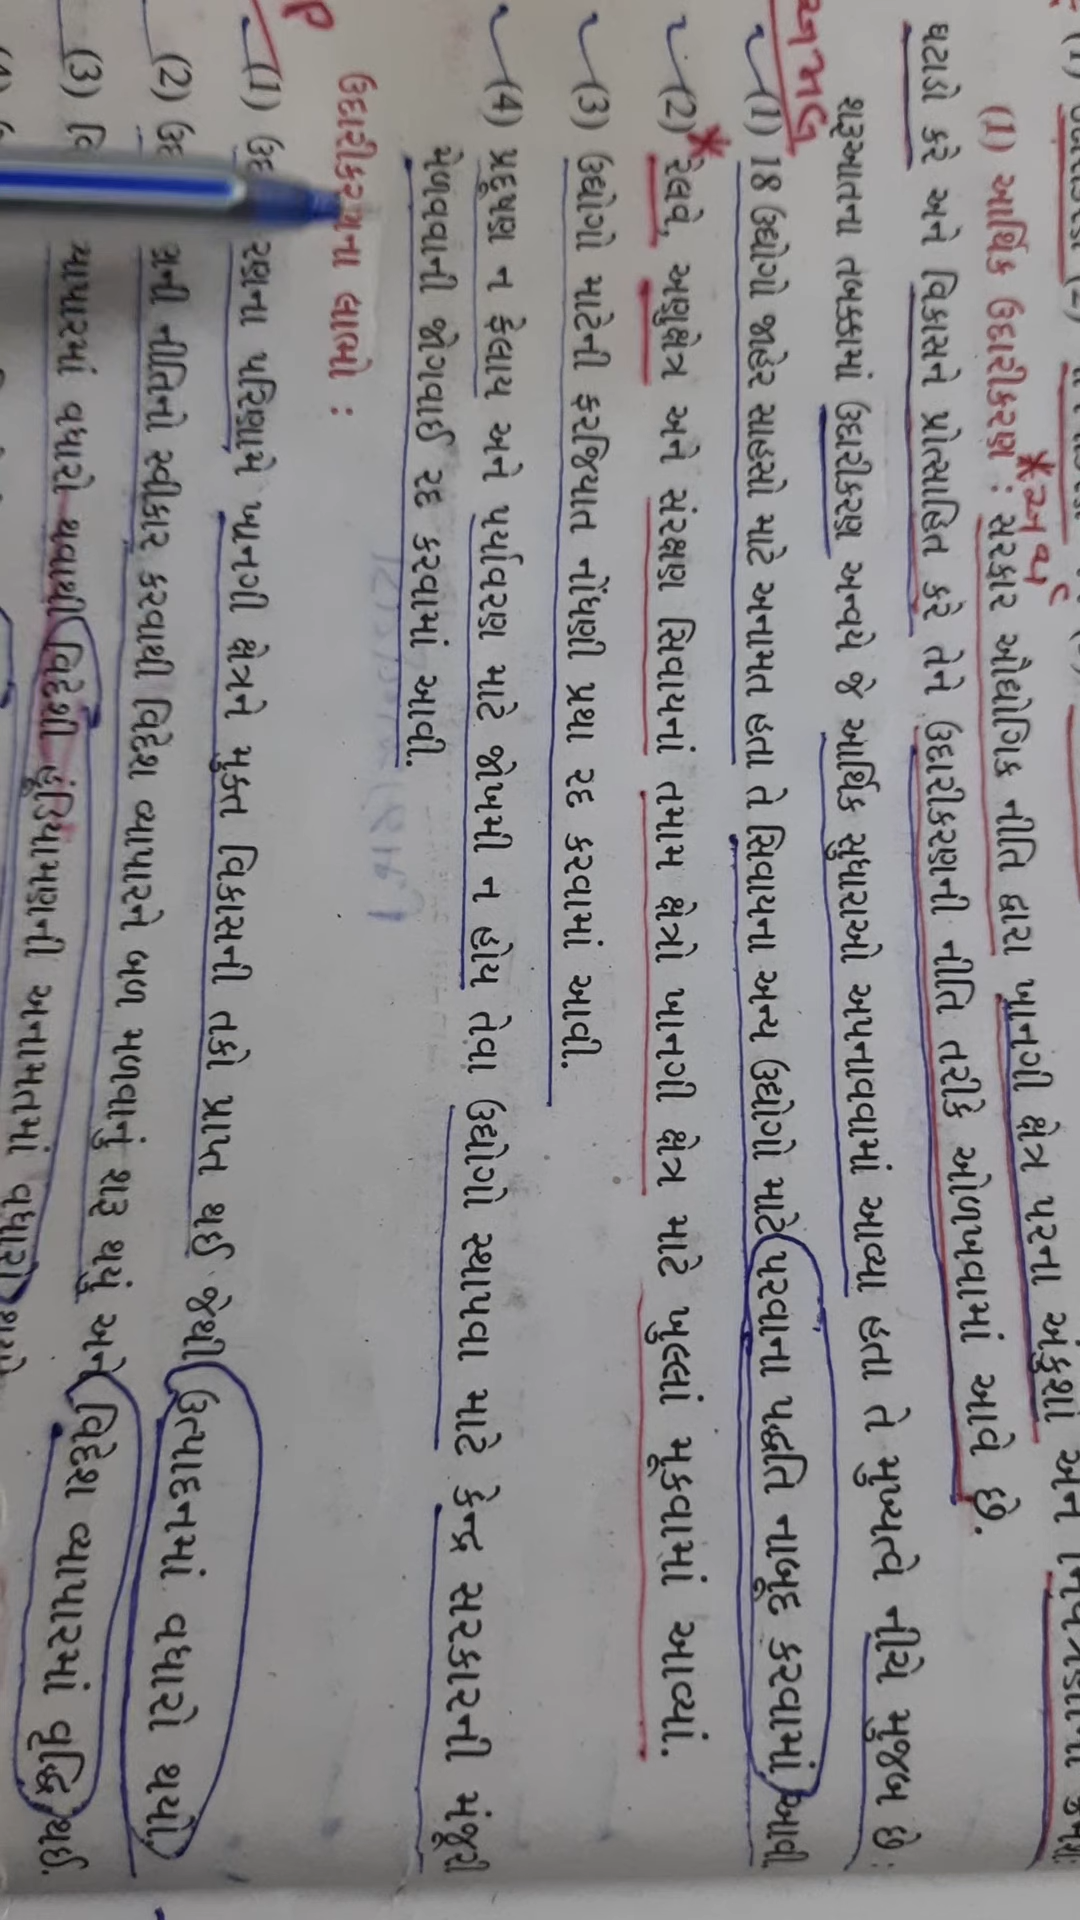 (1) આર્થિક ઉદારીકરણ : સરકાર ઔદ્યોગિક નીતિ દ્વારા ખાનગી ક્ષેત્ર પરના અંકુશો અને
*અર્થ
ઘટાડો કરે અને વિકાસને પ્રોત્સાહિત કરે તેને ઉદારીકરણની નીતિ તરીકે ઓળખવામાં આવે છે.
શરૂઆતના તબક્કામાં ઉદારીકરણ અન્વયે જે આર્થિક સુધારાઓ અપનાવવામાં આવ્યા હતા તે મુખ્યત્વે નીચે મુજબ છે :
અમલ
(1) 18 ઉદ્યોગો જાહેર સાહસો માટે અનામત હતા તે સિવાયના અન્ય ઉદ્યોગો માટે પરવાના પદ્ધતિ નાબૂદ કરવામાં આવી
(2) *રેલવે, અણુક્ષેત્ર અને સંરક્ષણ સિવાયનાં તમામ ક્ષેત્રો ખાનગી ક્ષેત્ર માટે ખુલ્લાં મૂકવામાં આવ્યાં.
(3) ઉદ્યોગો માટેની ફરજિયાત નોંધણી પ્રથા રદ કરવામાં આવી.
(4) પ્રદૂષણ ન ફેલાય અને પર્યાવરણ માટે જોખમી ન હોય તેવા ઉદ્યોગો સ્થાપવા માટે કેન્દ્ર સરકારની મંજૂરી
મેળવવાની જોગવાઈ રદ કરવામાં આવી.
ઉદારીકરણના લાભો :
(1) પરિણામે ખાનગી ક્ષેત્રને મુક્ત વિકાસની તકો પ્રાપ્ત થઈ જેથી ઉત્પાદનમાં વધારો થયો
(2) નીતિનો સ્વીકાર કરવાથી વિદેશ વ્યાપારને બળ મળવાનું શરૂ થયું અને વિદેશ વ્યાપારમાં વૃદ્ધિ થઈ.
(3) વ્યાપારમાં વધારો થવાથી વિદેશી હૂંડિયામણની અનામતમાં વધારો